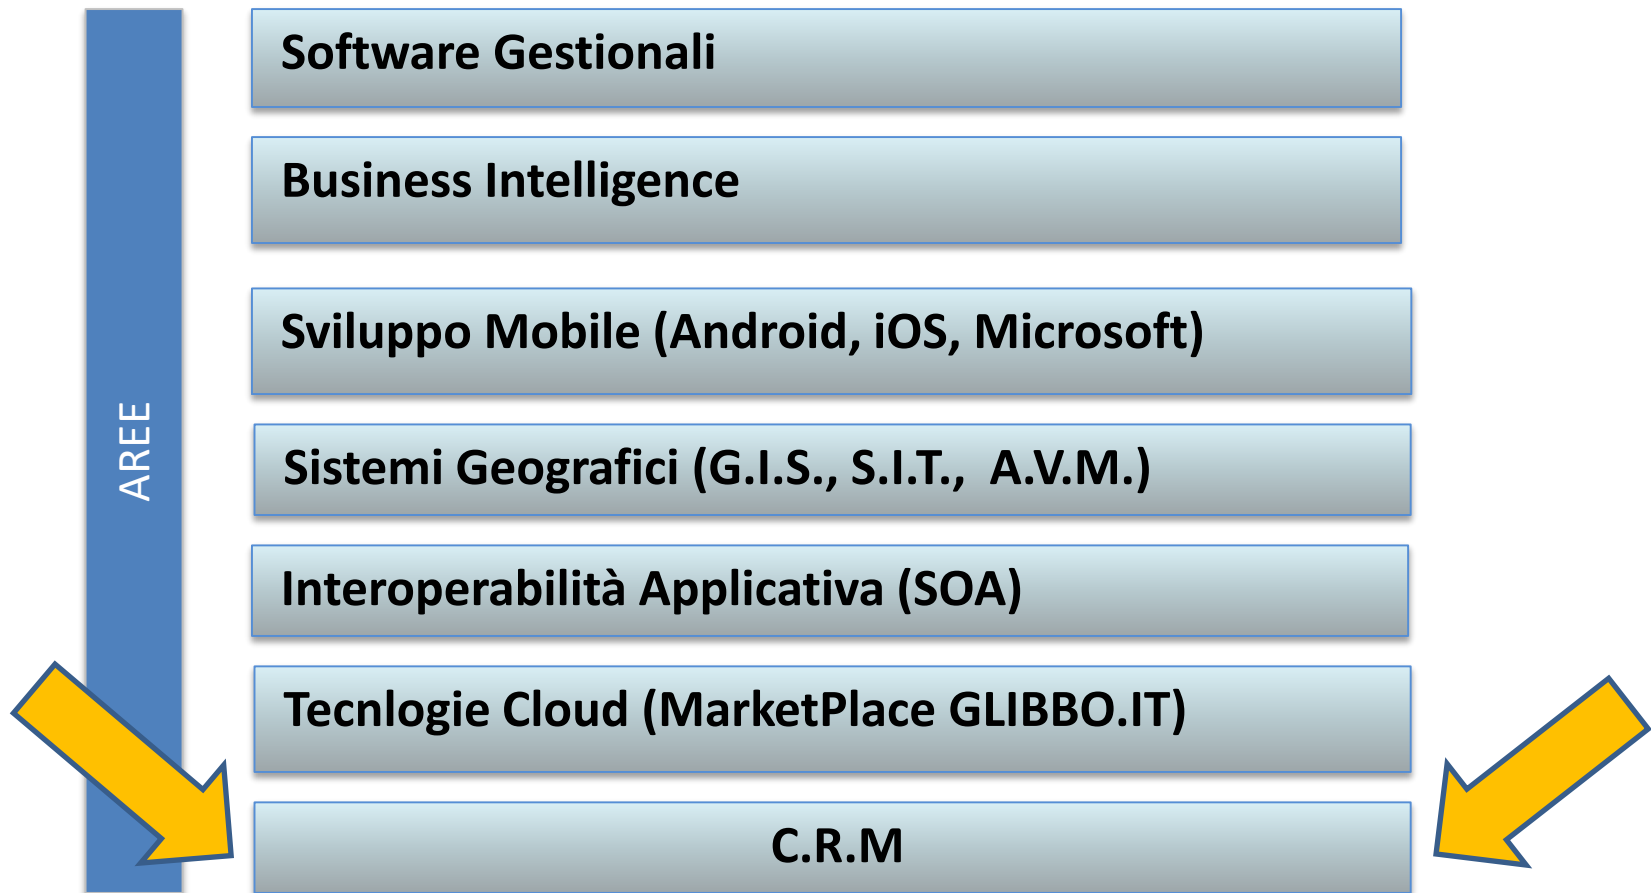 AREE
Software Gestionali
Business Intelligence
Sviluppo Mobile (Android, iOS, Microsoft)
Sistemi Geografici (G.I.S., S.I.T.,  A.V.M.)
Interoperabilità Applicativa (SOA)
Tecnlogie Cloud (MarketPlace GLIBBO.IT)
C.R.M